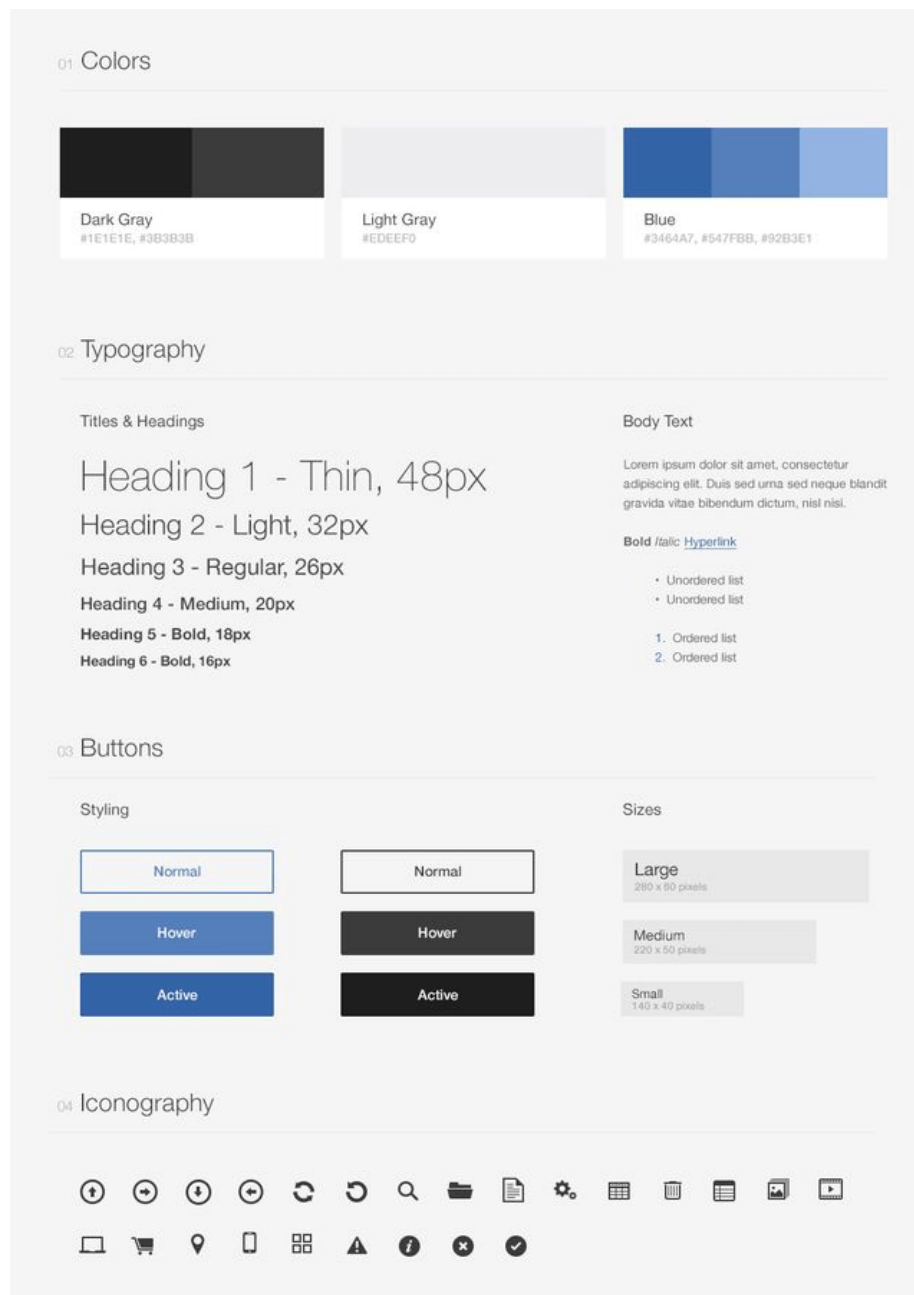 01 Colors
Dark Gray
#1E1E1E, #3B3B3B
Light Gray
#EDEEF0
Blue
#3464A7, #547FBB, #92B3E1
02 Typography
Titles & Headings
Heading 1 - Thin, 48px
Heading 2 - Light, 32px
Heading 3 - Regular, 26px
Heading 4 - Medium, 20px
Heading 5 - Bold, 18px
Heading 6 - Bold, 16px
Body Text
Lorem ipsum dolor sit amet, consectetur
adipiscing elit. Duis sed urna sed neque blandit
gravida vitae bibendum dictum, nisl nisi.
Bold Italic Hyperlink
• Unordered list
• Unordered list
1. Ordered list
2. Ordered list
03 Buttons
Styling
Normal
Hover
Active
Normal
Hover
Active
Sizes
Large
280 x 60 pixels
Medium
220 x 50 pixels
Small
140 x 40 pixels
04 Iconography